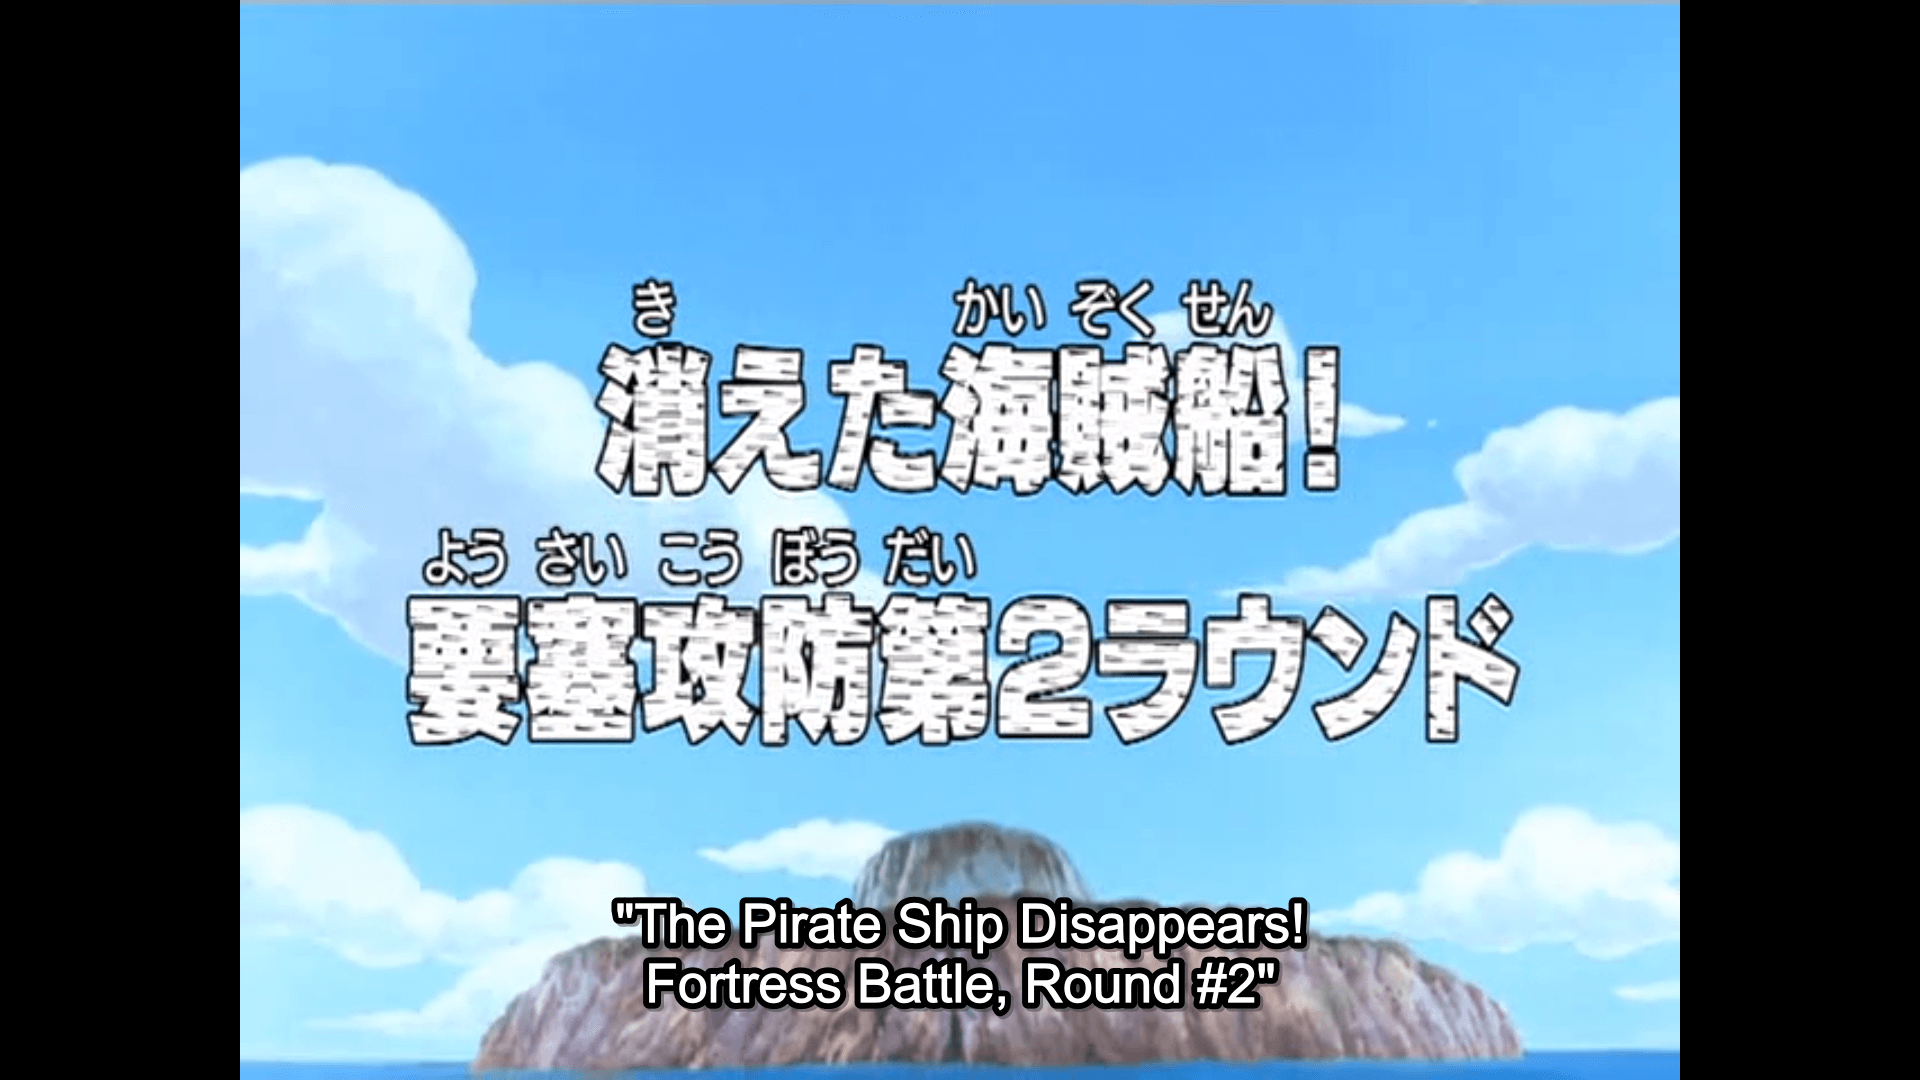 き かい ぞく せん
消えた海賊船!
よう さい こう ぼう だい
要塞攻防第2ラウンド
"The Pirate Ship Disappears!
Fortress Battle, Round #2"